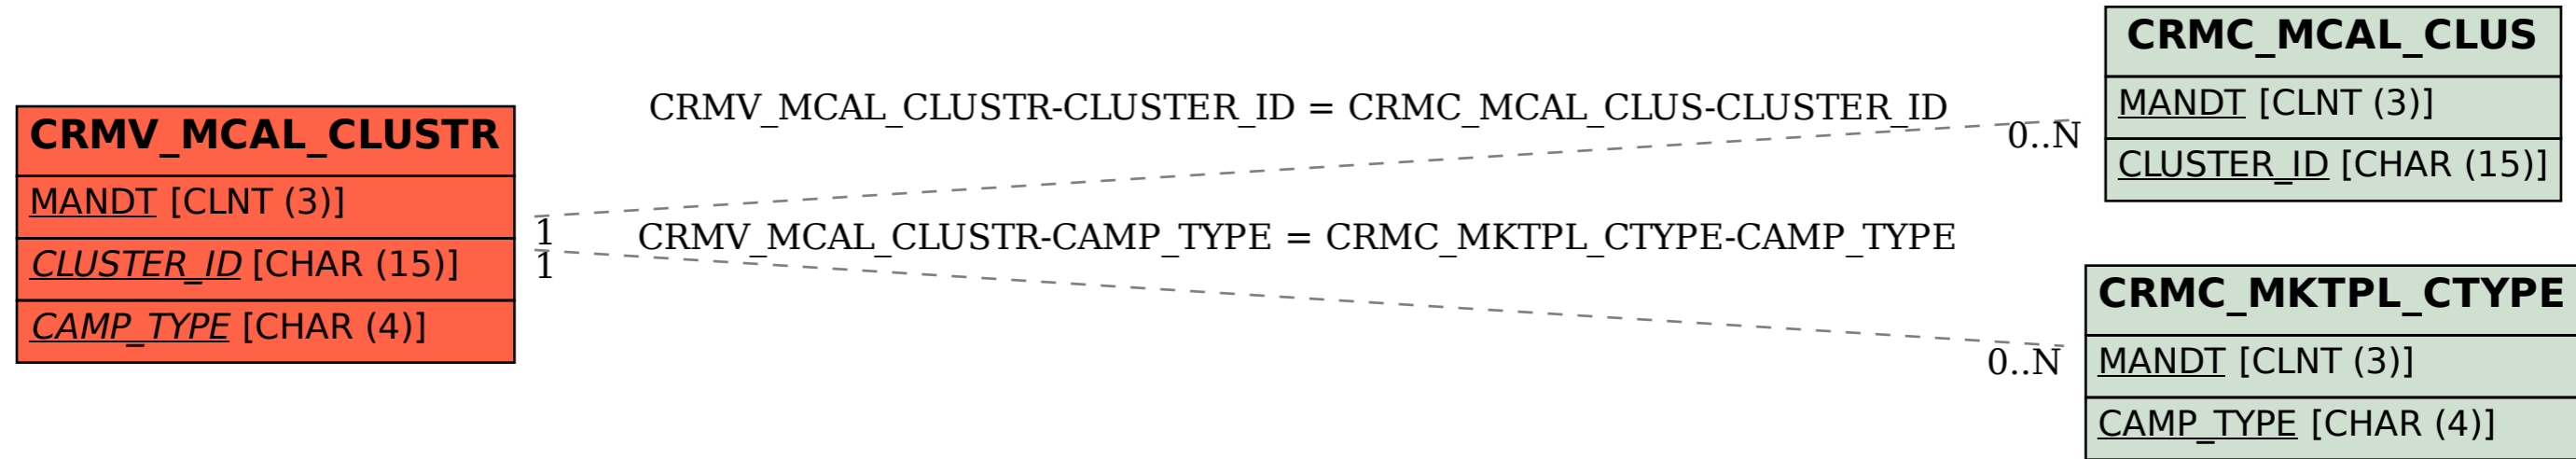 CRMV_MCAL_CLUSTR
MANDT [CLNT (3)]
CLUSTER_ID [CHAR (15)]
CAMP_TYPE [CHAR (4)]
CRMV_MCAL_CLUSTR-CLUSTER_ID = CRMC_MCAL_CLUS-CLUSTER_ID
0..N
1
CRMV_MCAL_CLUSTR-CAMP_TYPE = CRMC_MKTPL_CTYPE-CAMP_TYPE
1
0..N
CRMC_MCAL_CLUS
MANDT [CLNT (3)]
CLUSTER_ID [CHAR (15)]
CRMC_MKTPL_CTYPE
MANDT [CLNT (3)]
CAMP_TYPE [CHAR (4)]